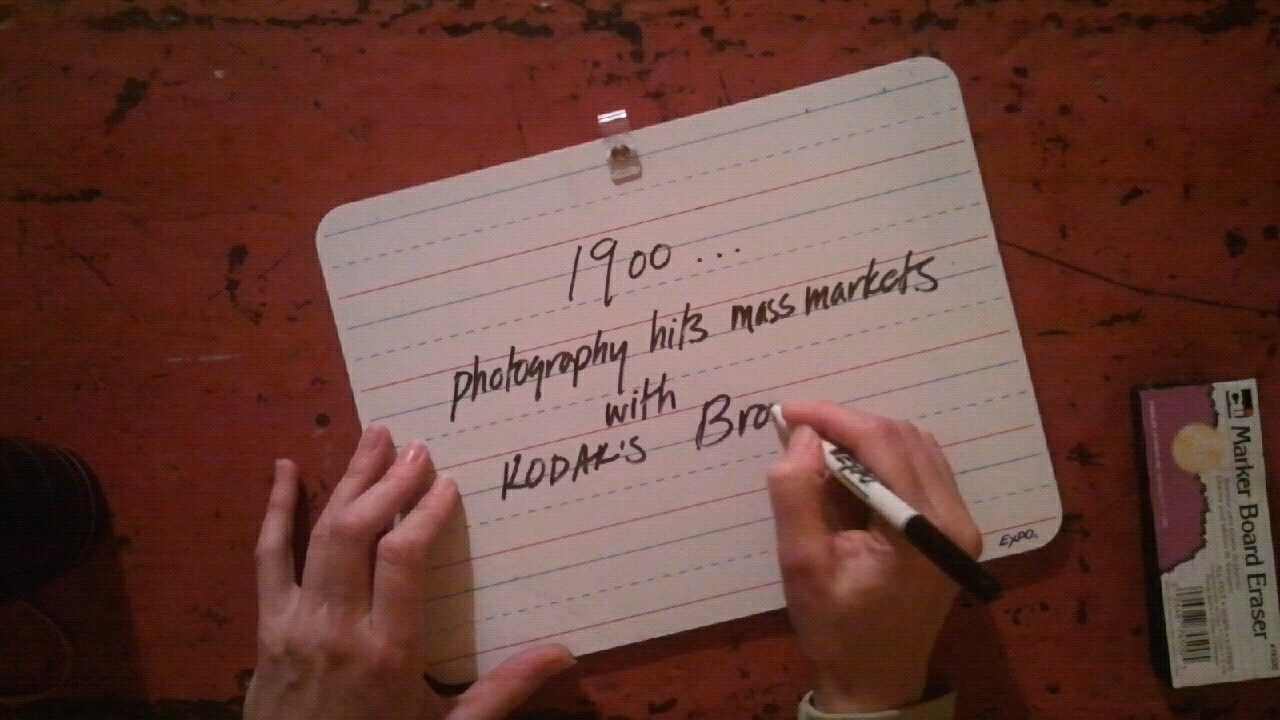 1900...
photography hits mass markets
with
KODAK'S Bro
EXPO
Marker Board Eraser